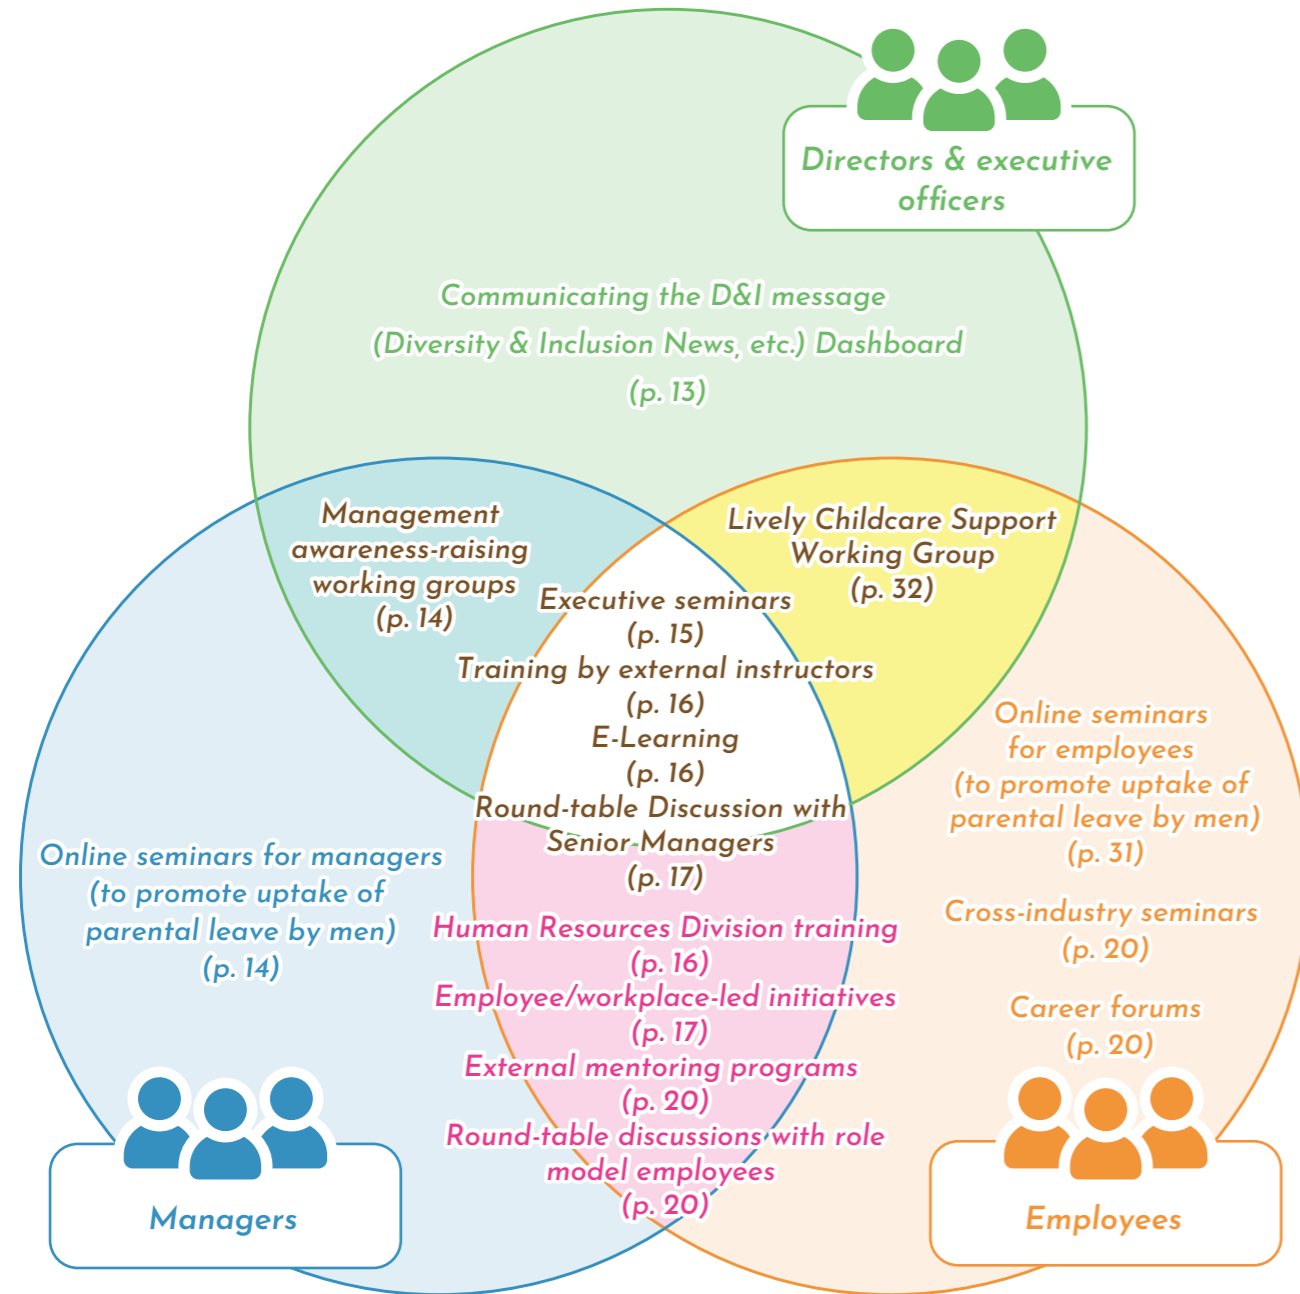 Directors & executive
officers
Communicating the D&I message
(Diversity & Inclusion News, etc.) Dashboard
(p. 13)
Management
awareness-raising
working groups
(p. 14)
Lively Childcare Support
Working Group
(p. 32)
Executive seminars
(p. 15)
Training by external instructors
(p. 16)
E-Learning
(p. 16)
Round-table Discussion with
Senior Managers
(p. 17)
Online seminars for managers
(to promote uptake of
parental leave by men)
(p. 14)
Online seminars
for employees
(to promote uptake of
parental leave by men)
(p. 31)
Cross-industry seminars
(p. 20)
Career forums
(p. 20)
Human Resources Division training
(p. 16)
Employee/workplace-led initiatives
(p. 17)
External mentoring programs
(p. 20)
Round-table discussions with role
model employees
(p. 20)
Managers
Employees